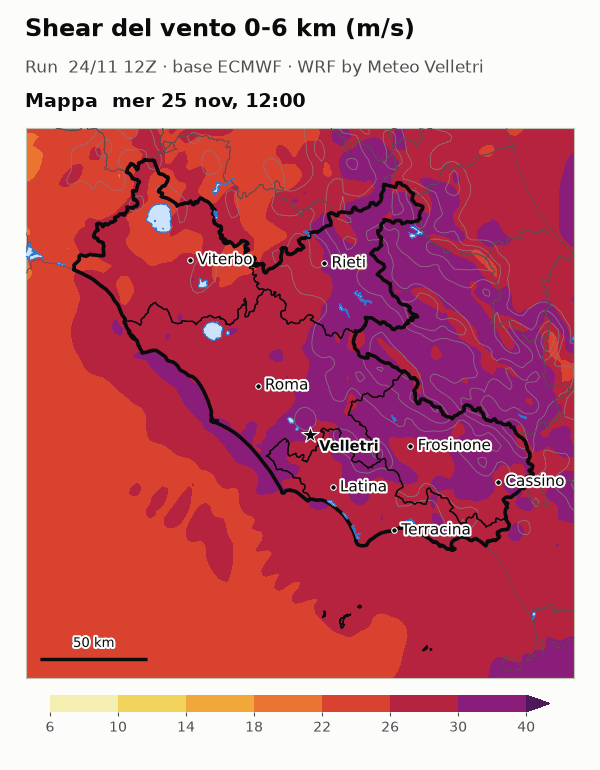 Shear del vento 0-6 km (m/s)
Run  24/11 12Z · base ECMWF · WRF by Meteo Velletri
Mappa  mer 25 nov, 12:00
Viterbo
Rieti
Roma
Velletri
Frosinone
Cassino
Latina
Terracina
50 km
6 10 14 18 22 26 30 40